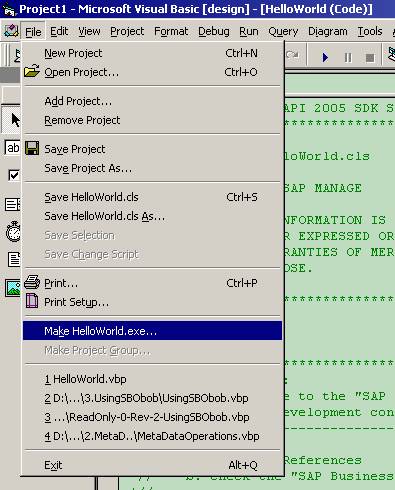 Project1 - Microsoft Visual Basic [design] - [HelloWorld (Code)]
File Edit View Project Format Debug Run Query Diagram Tools
New Project Ctrl+N
Open Project... Ctrl+O
Add Project...
Remove Project
Save Project
Save Project As...
Save HelloWorld.cls Ctrl+S
Save HelloWorld.cls As...
Save Selection
Save Change Script
Print... Ctrl+P
Print Setup...
Make HelloWorld.exe...
Make Project Group...
1 HelloWorld.vbp
2 D:\...\3.UsingSBObob\UsingSBObob.vbp
3 ...\ReadOnly-0-Rev-2-UsingSBObob.vbp
4 D:\...\2.MetaD...\MetaDataOperations.vbp
Exit Alt+Q
ab
API 2005 SDK S
***************
loWorld.cls
SAP MANAGE
NFORMATION IS
R EXPRESSED OR
RANTIES OF MER
OSE.
***************
***************
:
e to the "SAP
evelopment con
---------------
References
// b. Check the "SAP Business